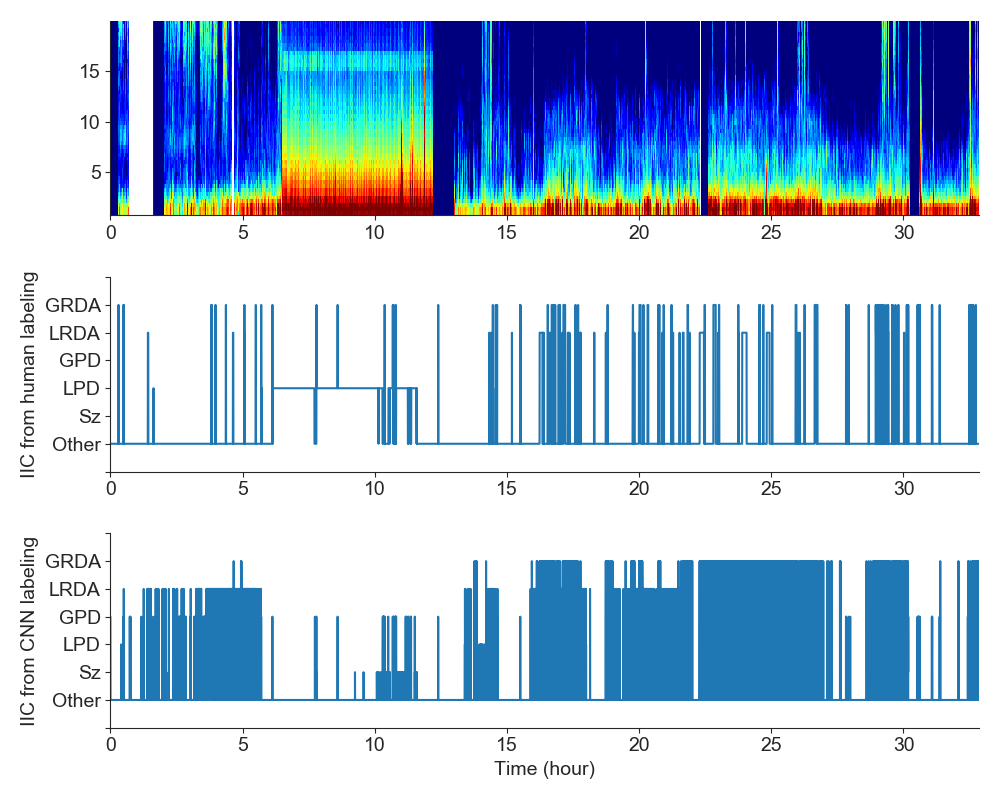 15
10
5
0 5 10 15 20 25 30
IIC from human labeling
GRDA
LRDA
GPD
LPD
Sz
Other
0 5 10 15 20 25 30
IIC from CNN labeling
GRDA
LRDA
GPD
LPD
Sz
Other
0 5 10 15 20 25 30
Time (hour)